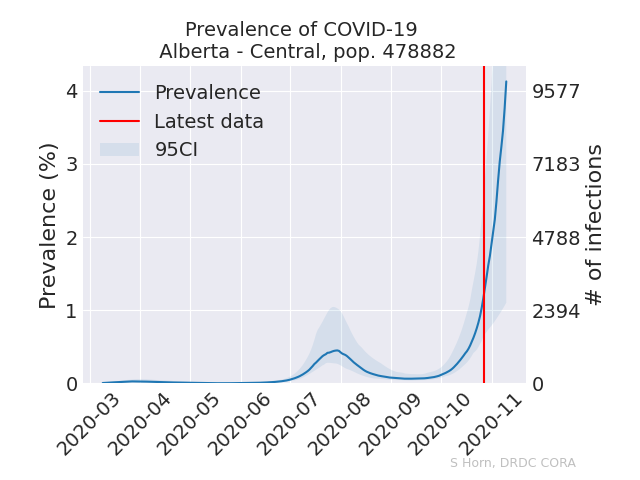 Prevalence of COVID-19
Alberta - Central, pop. 478882
Prevalence
Latest data
95CI
Prevalence (%)
4
3
2
1
0
9577
7183
4788
2394
0
# of infections
2020-03
2020-04
2020-05
2020-06
2020-07
2020-08
2020-09
2020-10
2020-11
S Horn, DRDC CORA